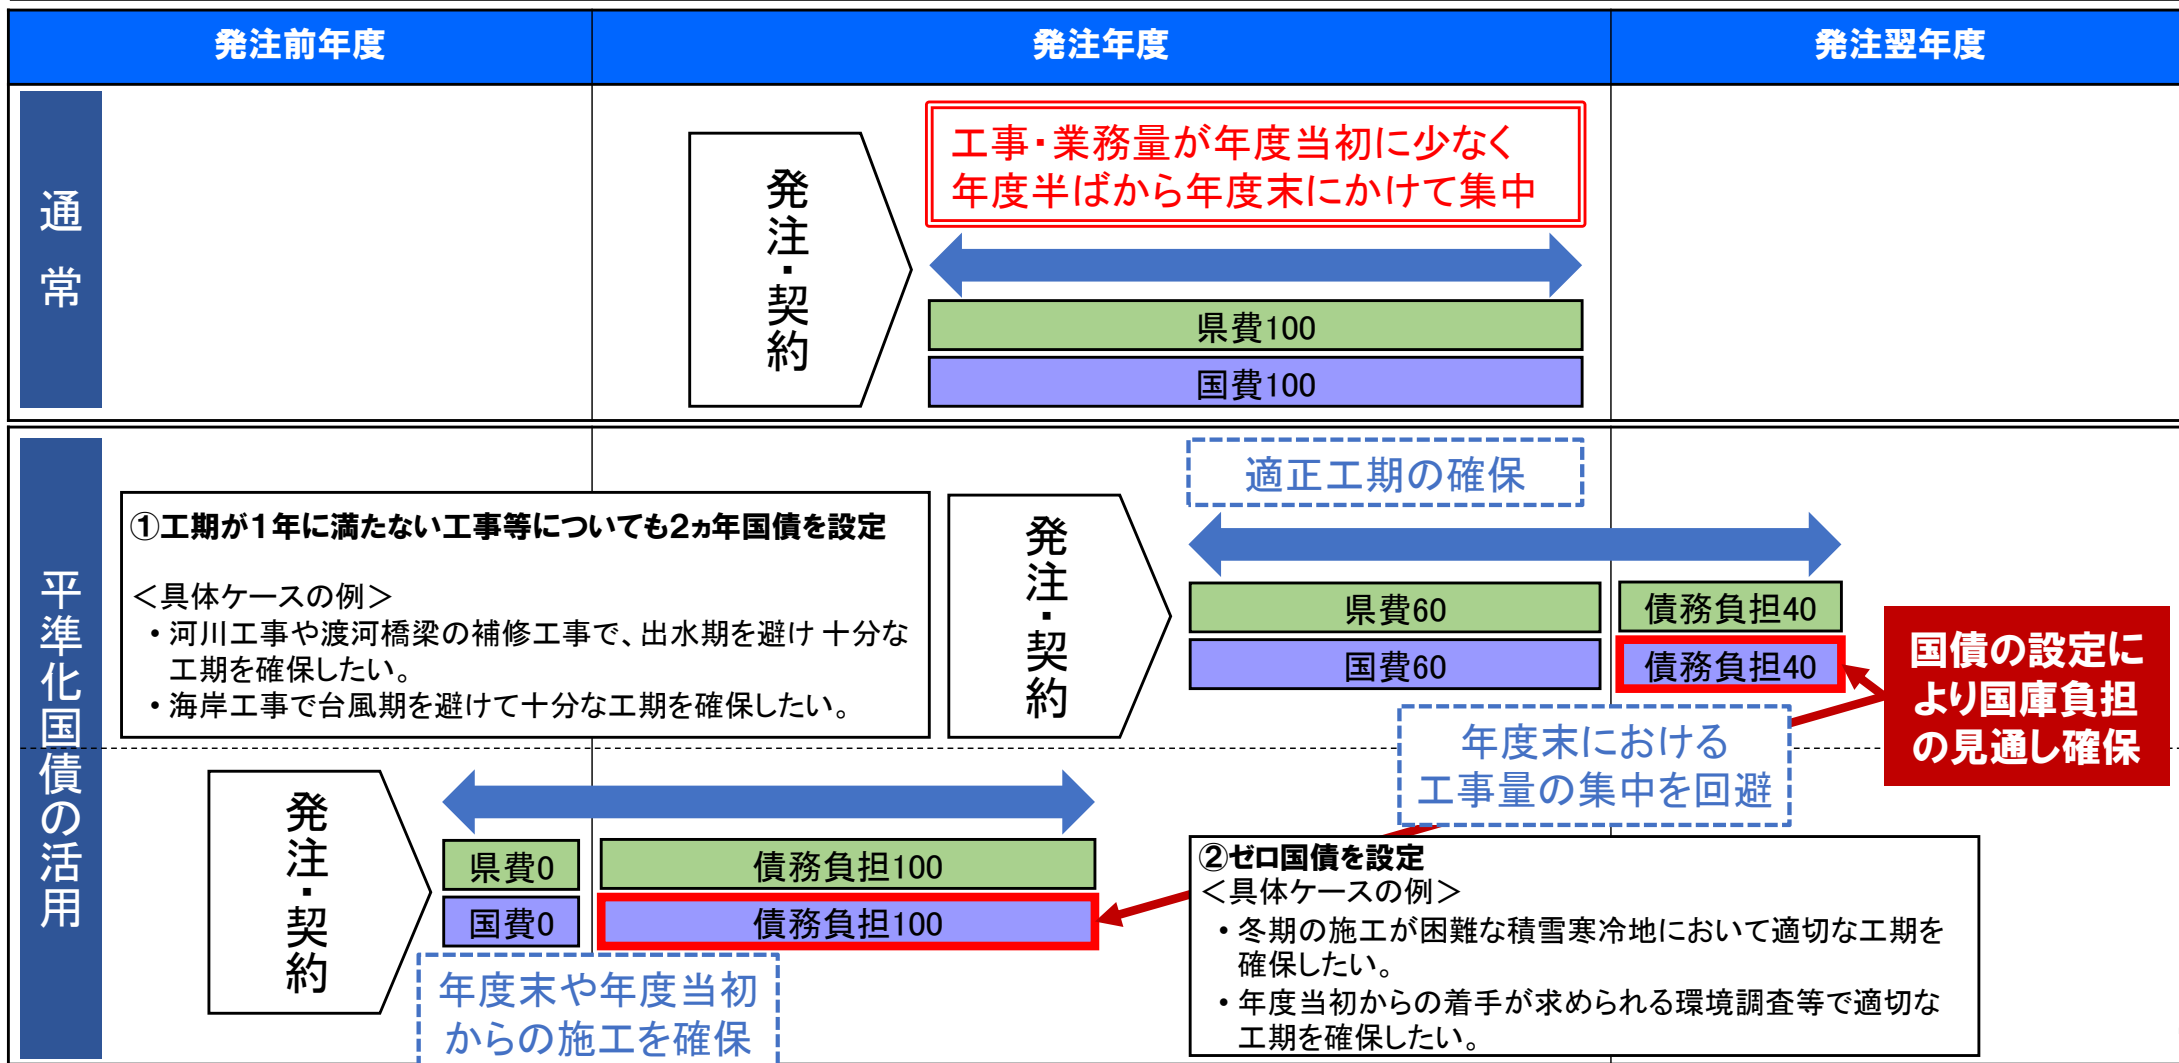 発注前年度
発注年度
発注翌年度
通常
発注・契約
工事・業務量が年度当初に少なく
年度半ばから年度末にかけて集中
県費100
国費100
平準化国債の活用
①工期が1年に満たない工事等についても2ヵ年国債を設定
＜具体ケースの例＞
・河川工事や渡河橋梁の補修工事で、出水期を避け 十分な
工期を確保したい。
・海岸工事で台風期を避けて十分な工期を確保したい。
発注・契約
適正工期の確保
県費60
債務負担40
国費60
債務負担40
国債の設定に
より国庫負担
の見通し確保
年度末における
工事量の集中を回避
発注・契約
県費0
債務負担100
国費0
債務負担100
年度末や年度当初
からの施工を確保
②ゼロ国債を設定
＜具体ケースの例＞
・冬期の施工が困難な積雪寒冷地において適切な工期を
確保したい。
・年度当初からの着手が求められる環境調査等で適切な
工期を確保したい。